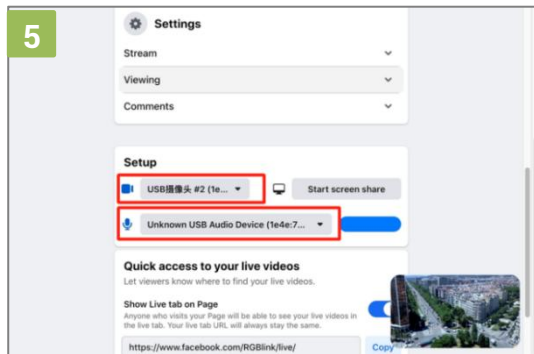 5
Settings
Stream
Viewing
Comments
Setup
USB摄像头 #2 (1e...
Start screen share
Unknown USB Audio Device (1e4e:7...
Quick access to your live videos
Let viewers know where to find your live videos.
Show Live tab on Page
Anyone who visits your Page will be able to see your live videos in
the live tab. Your live tab URL will always stay the same.
https://www.facebook.com/RGBlink/live/
Copy